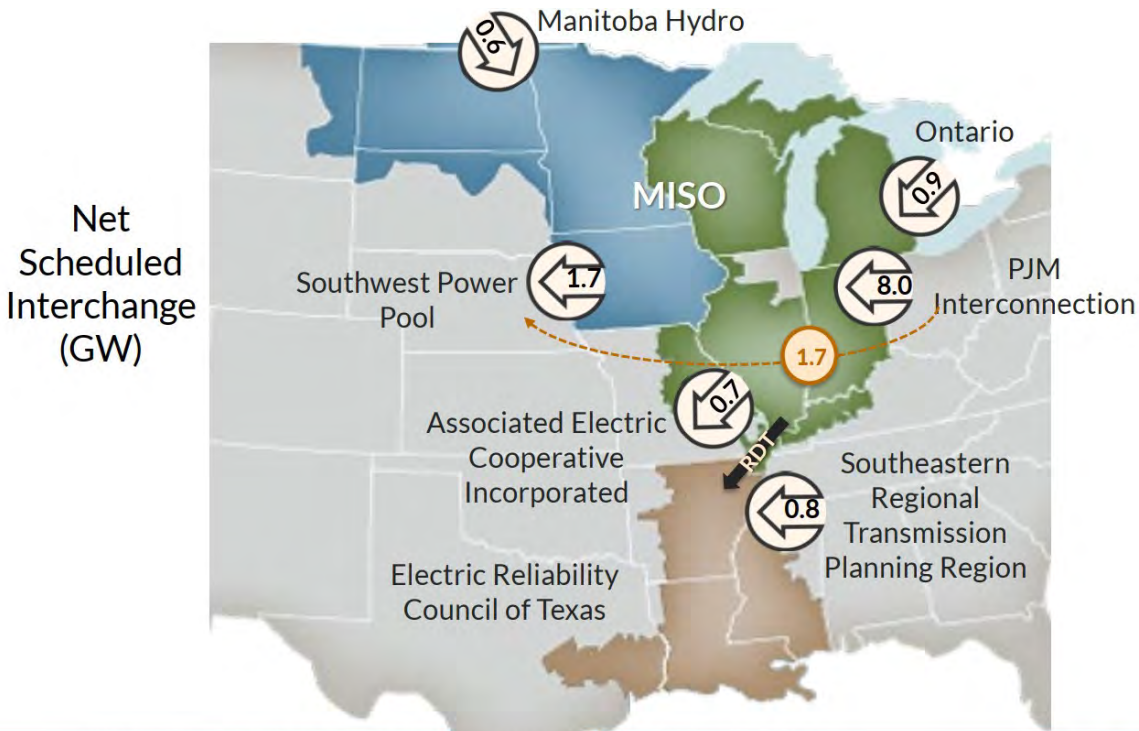 Net
Scheduled
Interchange
(GW)
0.6
Manitoba Hydro
Ontario
0.9
MISO
1.7
Southwest Power
Pool
8.0
PJM
Interconnection
1.7
0.7
Associated Electric
Cooperative
Incorporated
RDT
0.8
Southeastern
Regional
Transmission
Planning Region
Electric Reliability
Council of Texas